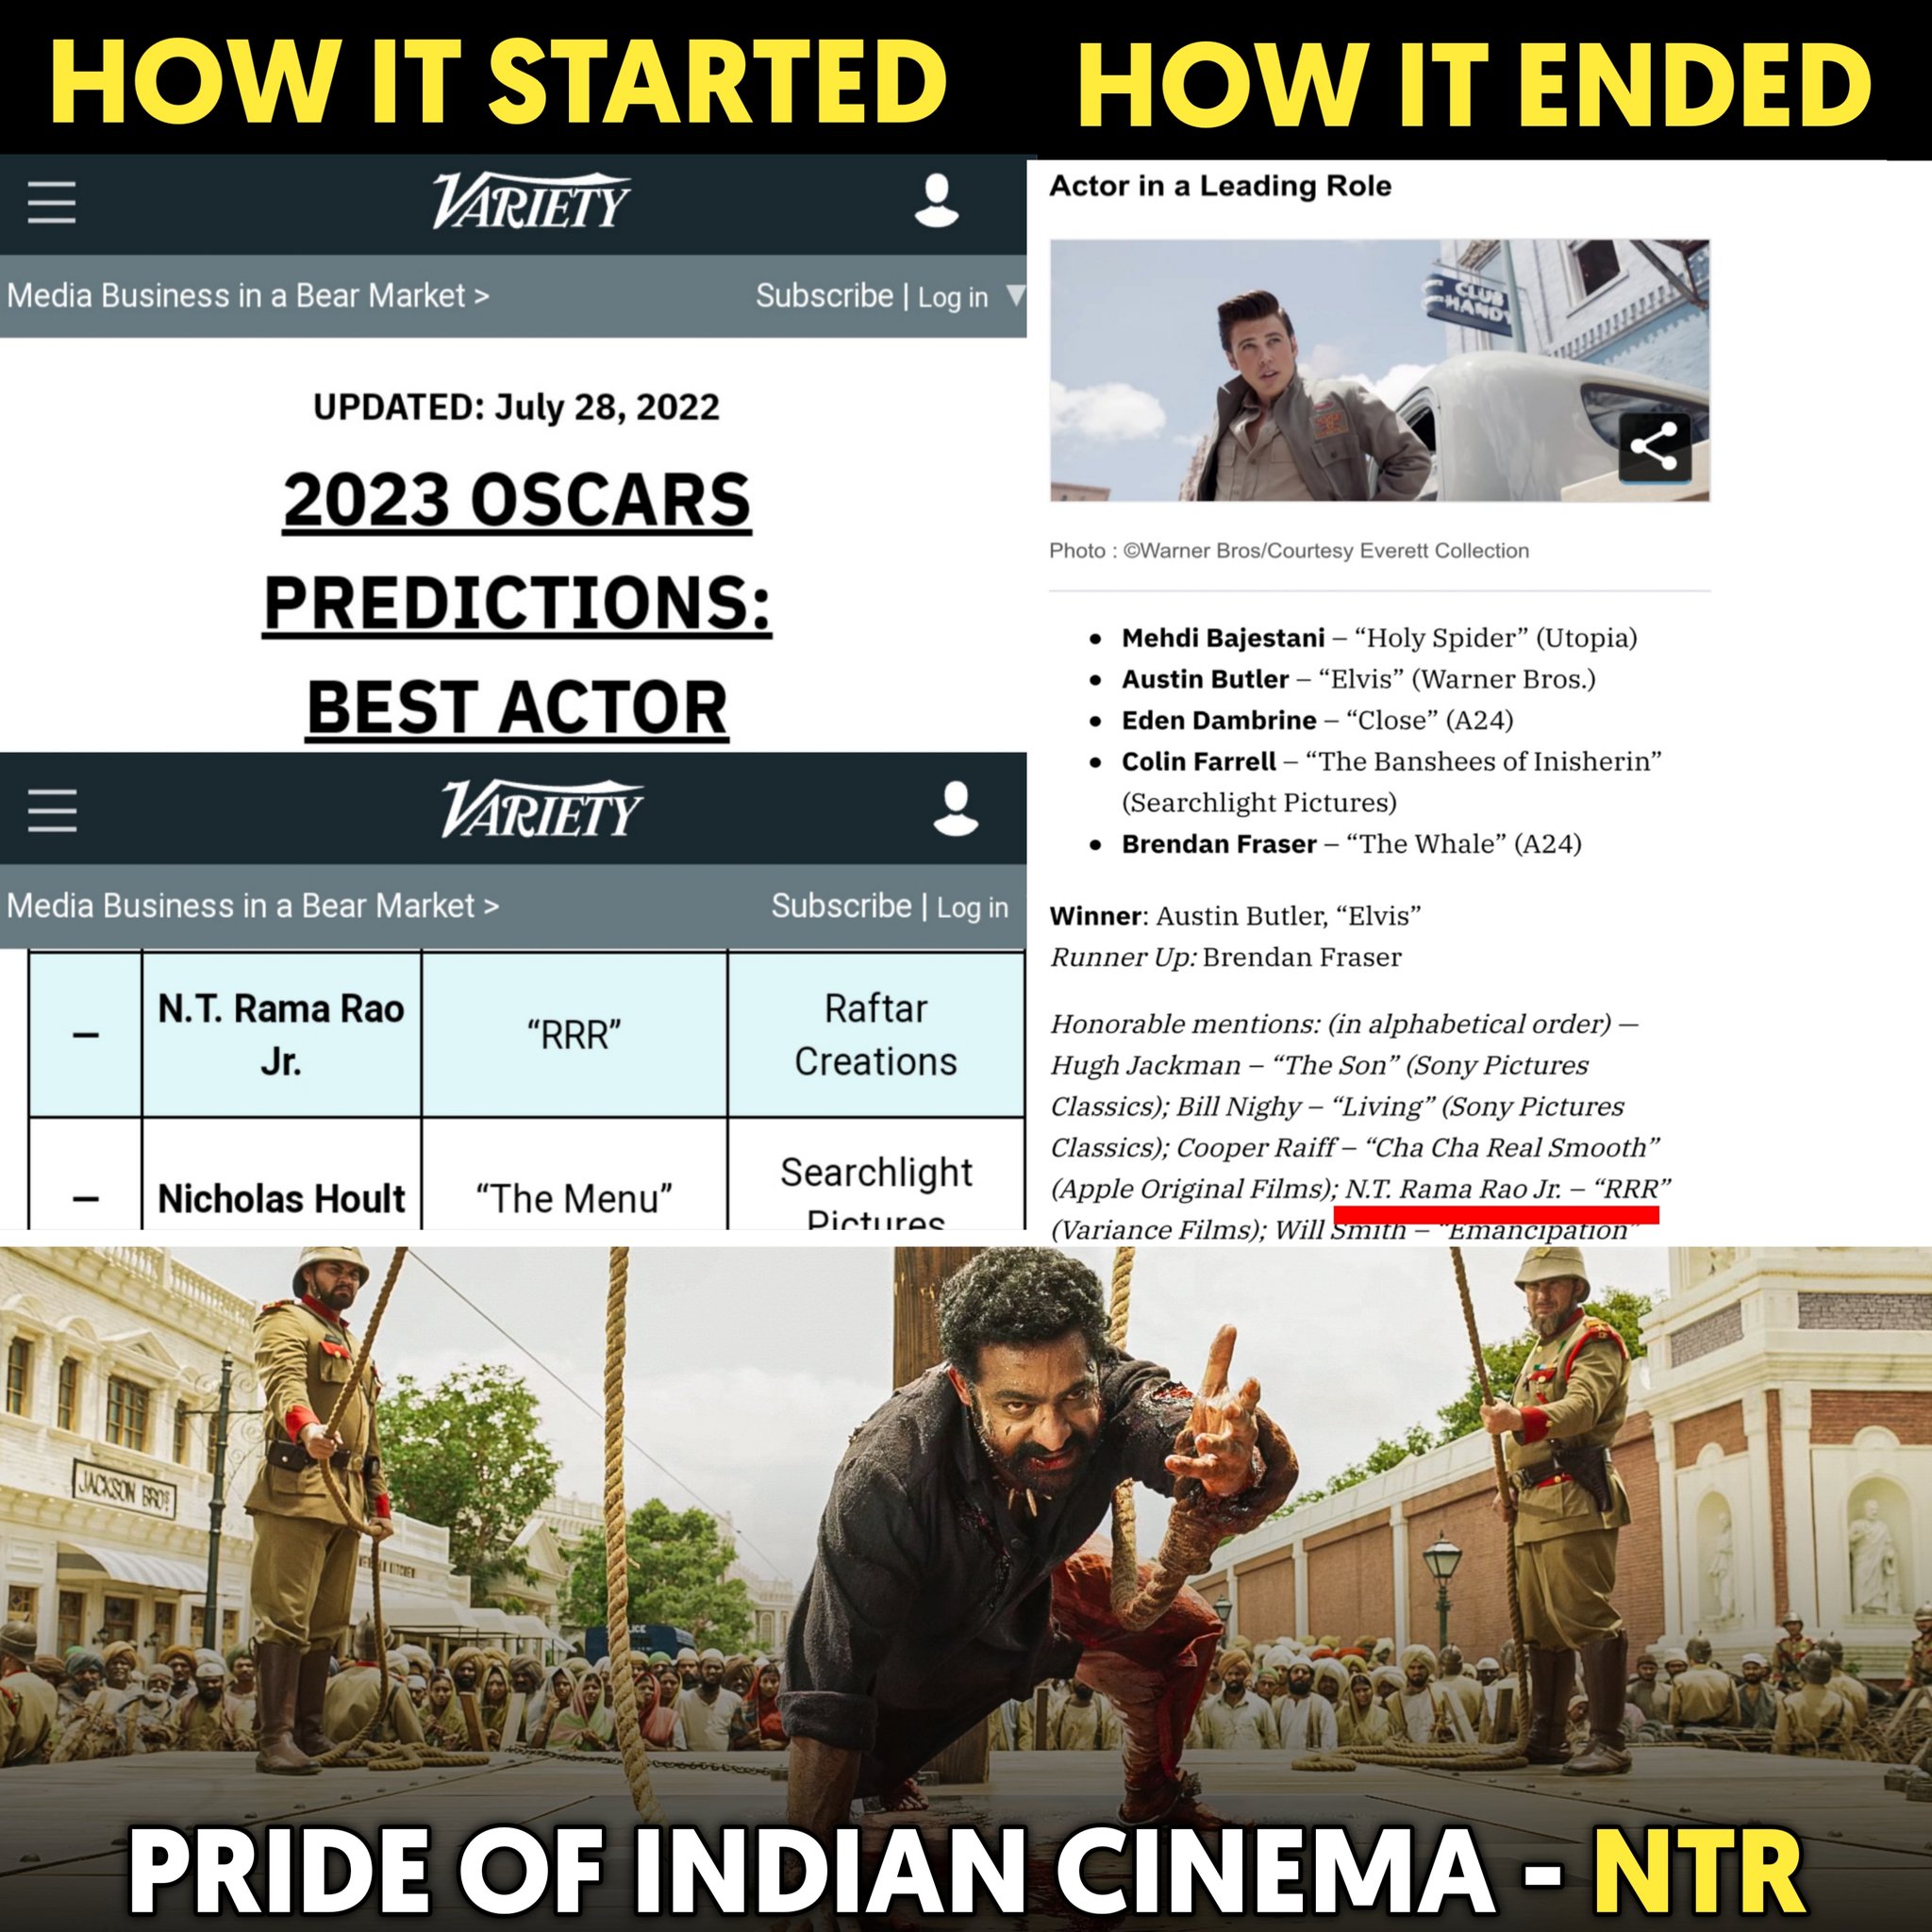 HOW IT STARTED
HOW IT ENDED
VARIETY
Media Business in a Bear Market >
Subscribe | Log in
UPDATED: July 28, 2022
2023 OSCARS
PREDICTIONS:
BEST ACTOR
VARIETY
Media Business in a Bear Market >
Subscribe | Log in
– N.T. Rama Rao Jr. “RRR” Raftar Creations
– Nicholas Hoult “The Menu” Searchlight Pictures
Actor in a Leading Role
CLUB
HANDY
Photo : ©Warner Bros/Courtesy Everett Collection
• Mehdi Bajestani – “Holy Spider” (Utopia)
• Austin Butler – “Elvis” (Warner Bros.)
• Eden Dambrine – “Close” (A24)
• Colin Farrell – “The Banshees of Inisherin”
(Searchlight Pictures)
• Brendan Fraser – “The Whale” (A24)
Winner: Austin Butler, “Elvis”
Runner Up: Brendan Fraser
Honorable mentions: (in alphabetical order) —
Hugh Jackman – “The Son” (Sony Pictures
Classics); Bill Nighy – “Living” (Sony Pictures
Classics); Cooper Raiff – “Cha Cha Real Smooth”
(Apple Original Films); N.T. Rama Rao Jr. – “RRR”
(Variance Films); Will Smith – “Emancipation”
JACKSON BROS
PRIDE OF INDIAN CINEMA - NTR